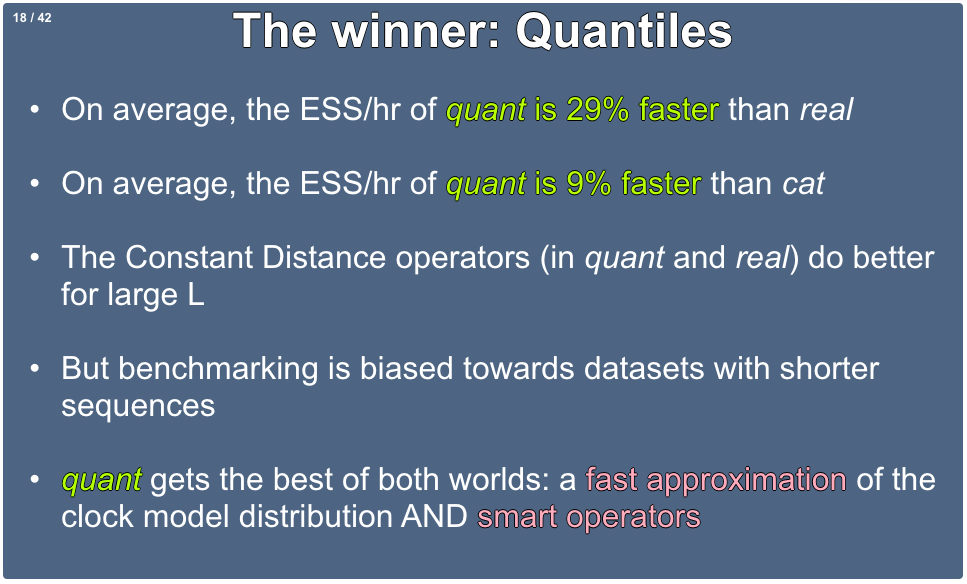 18 / 42
The winner: Quantiles
• On average, the ESS/hr of quant is 29% faster than real
• On average, the ESS/hr of quant is 9% faster than cat
• The Constant Distance operators (in quant and real) do better
for large L
• But benchmarking is biased towards datasets with shorter
sequences
• quant gets the best of both worlds: a fast approximation of the
clock model distribution AND smart operators